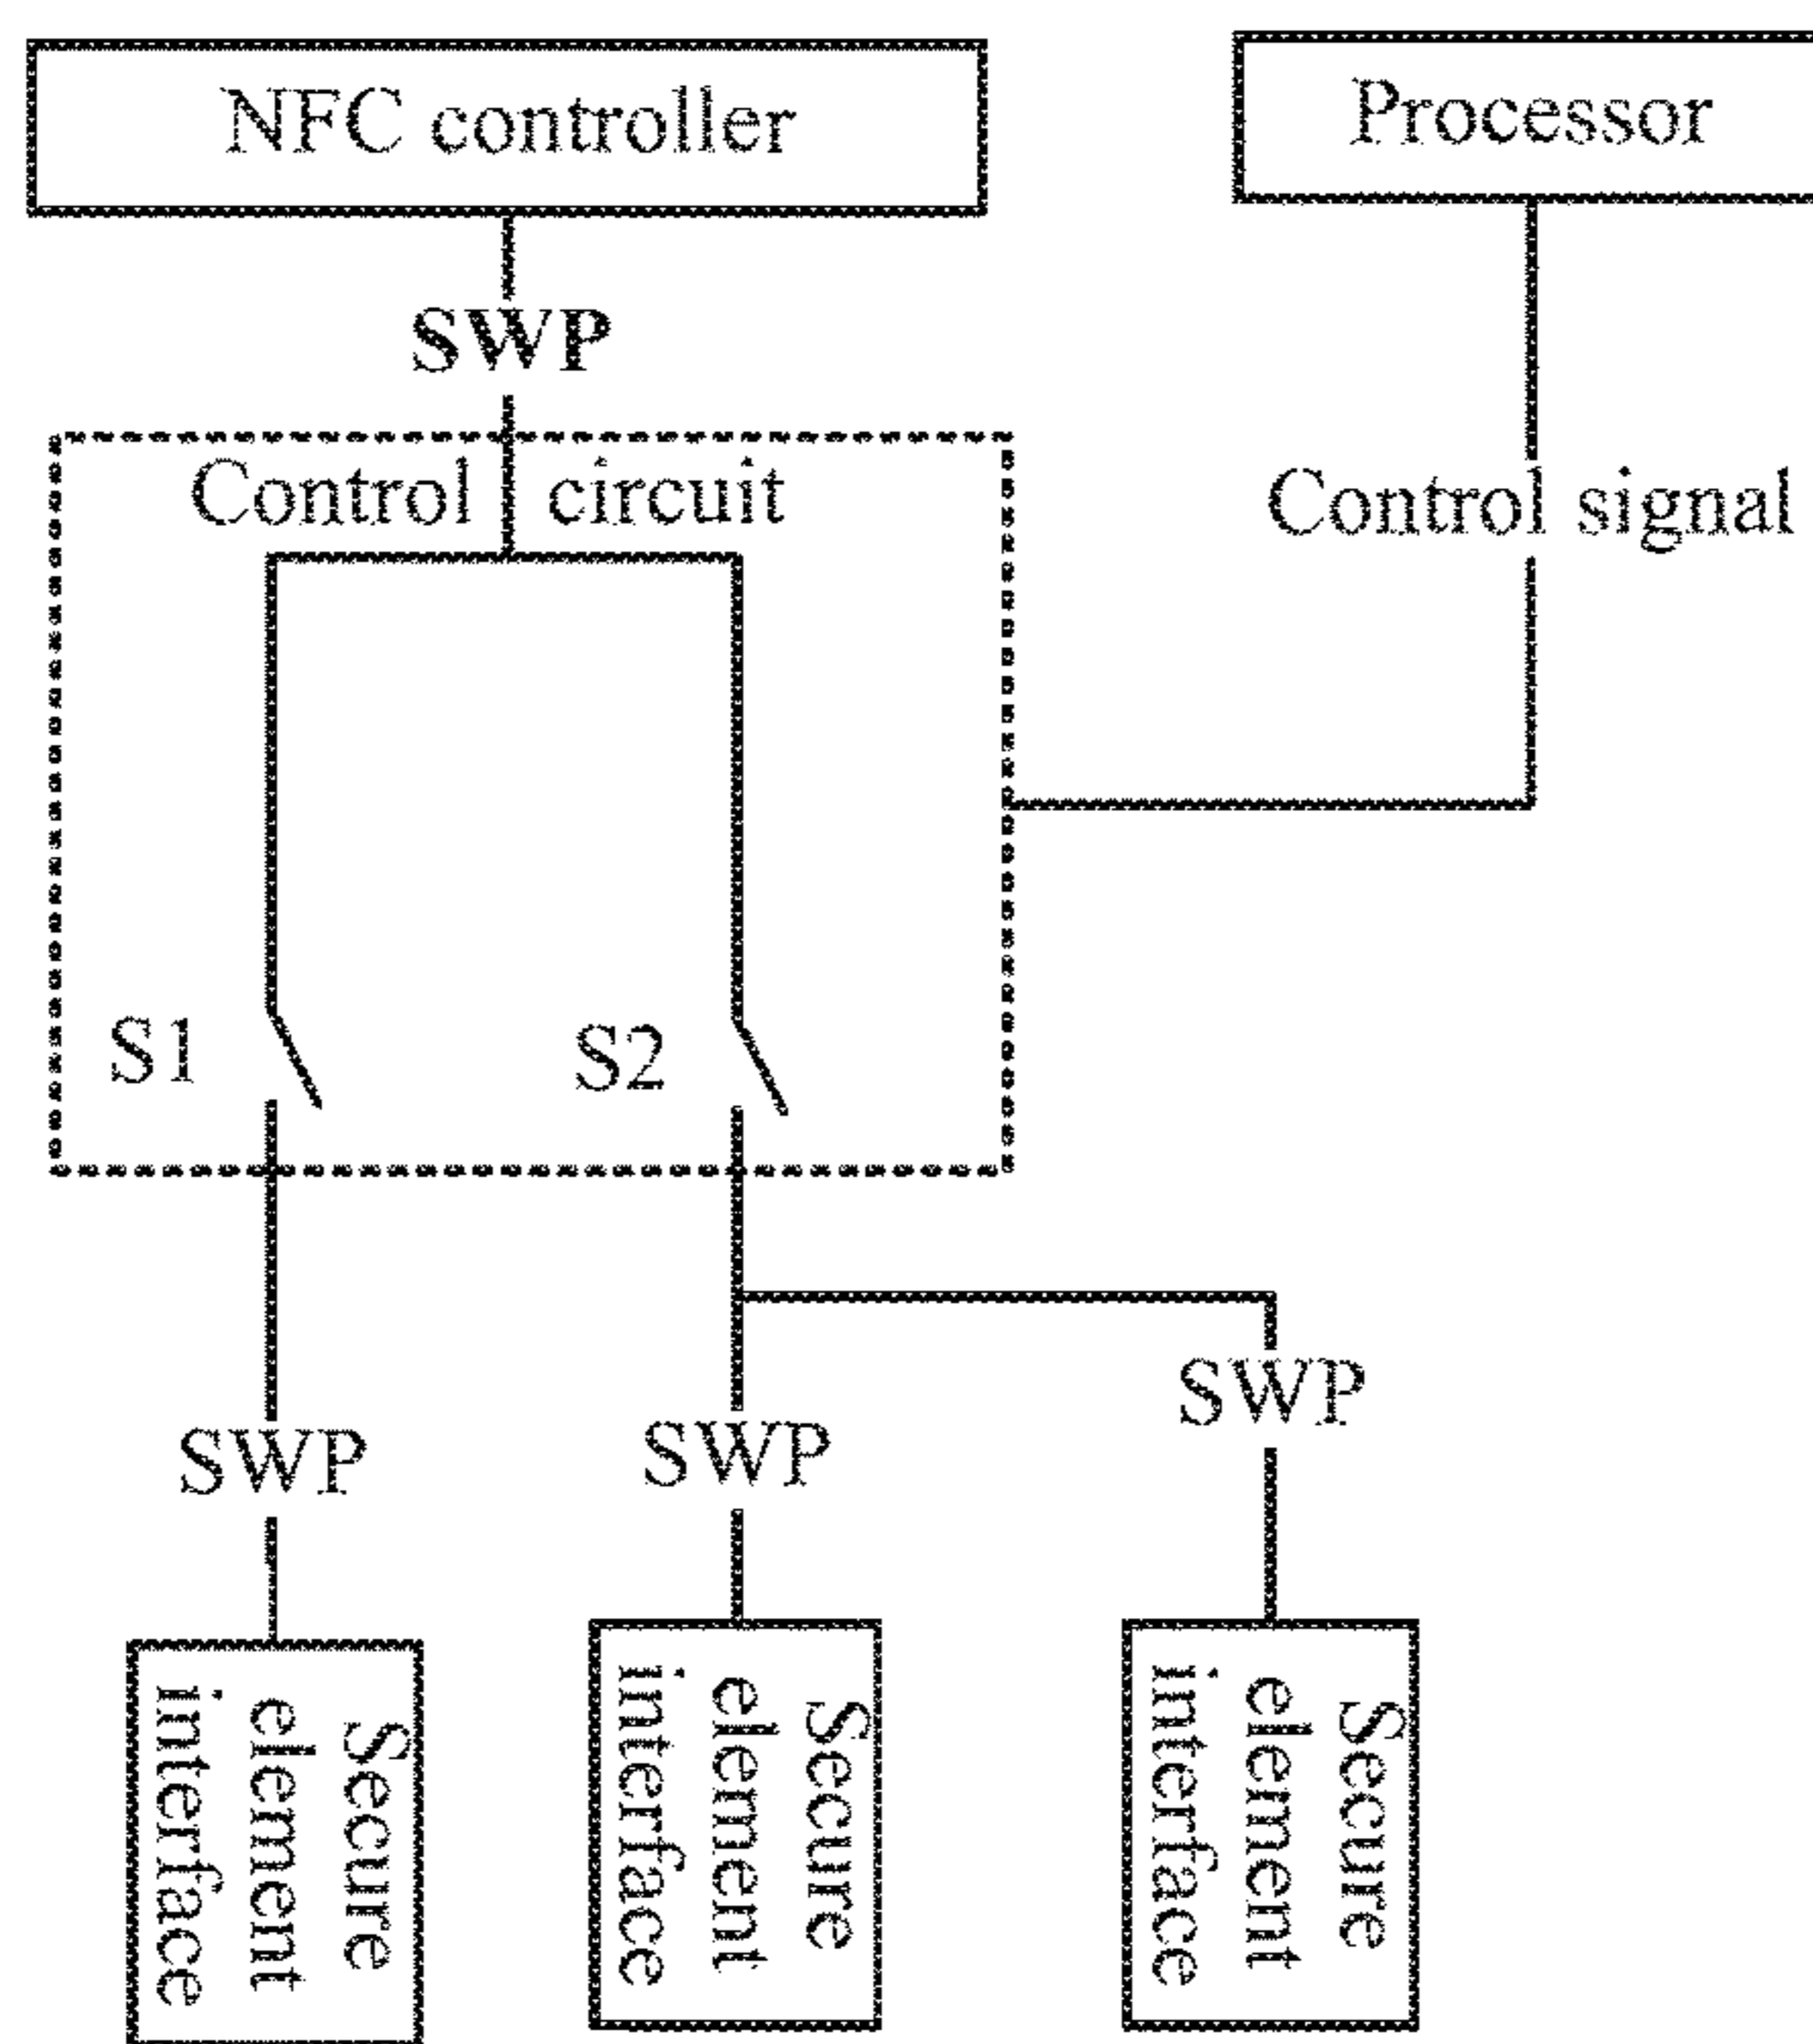 NFC controller
Processor
SWP
Control circuit
Control signal
S1
S2
SWP
SWP
SWP
Secure
element
interface
Secure
element
interface
Secure
element
interface